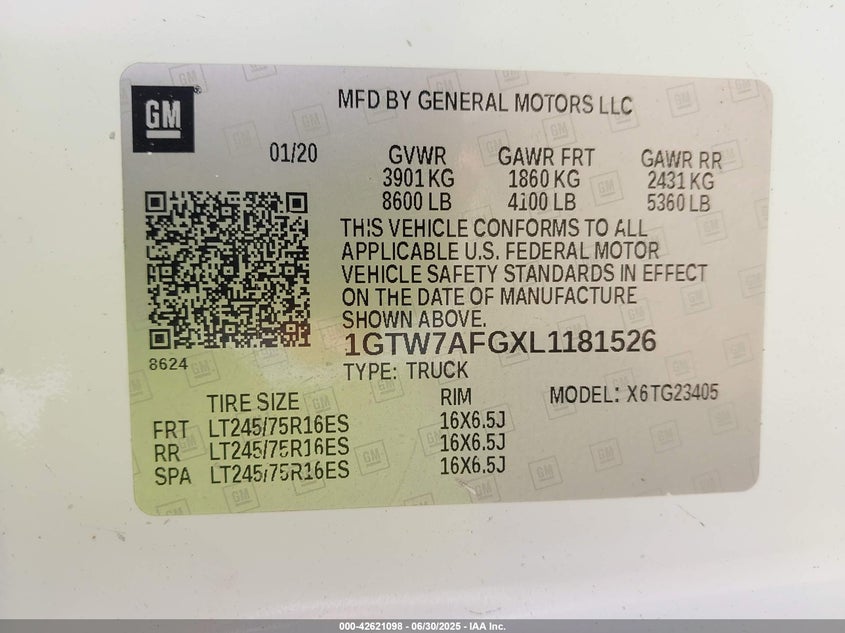 GM®
MFD BY GENERAL MOTORS LLC
01/20
GVWR GAWR FRT GAWR RR
3901 KG 1860 KG 2431 KG
8600 LB 4100 LB 5360 LB
THIS VEHICLE CONFORMS TO ALL
APPLICABLE U.S. FEDERAL MOTOR
VEHICLE SAFETY STANDARDS IN EFFECT
ON THE DATE OF MANUFACTURE
SHOWN ABOVE.
8624
1GTW7AFGXL1181526
TYPE: TRUCK
MODEL: X6TG23405
TIRE SIZE RIM
FRT LT245/75R16ES 16X6.5J
RR LT245/75R16ES 16X6.5J
SPA LT245/75R16ES 16X6.5J
000-42621098 - 06/30/2025 - IAA Inc.